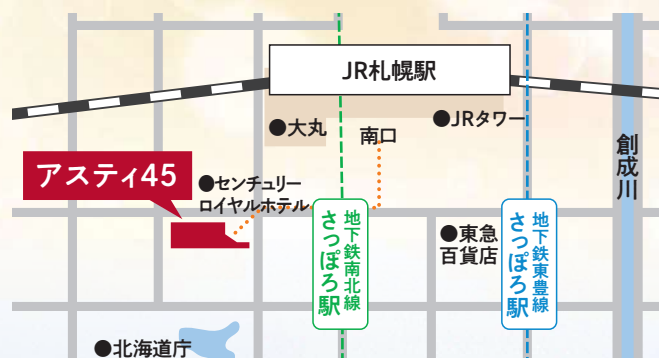 JR札幌駅
●大丸
南口
●JRタワー
創成川
アスティ45
●センチュリー
ロイヤルホテル
地下鉄南北線
さっぽろ駅
●東急
百貨店
地下鉄東豊線
さっぽろ駅
●北海道庁